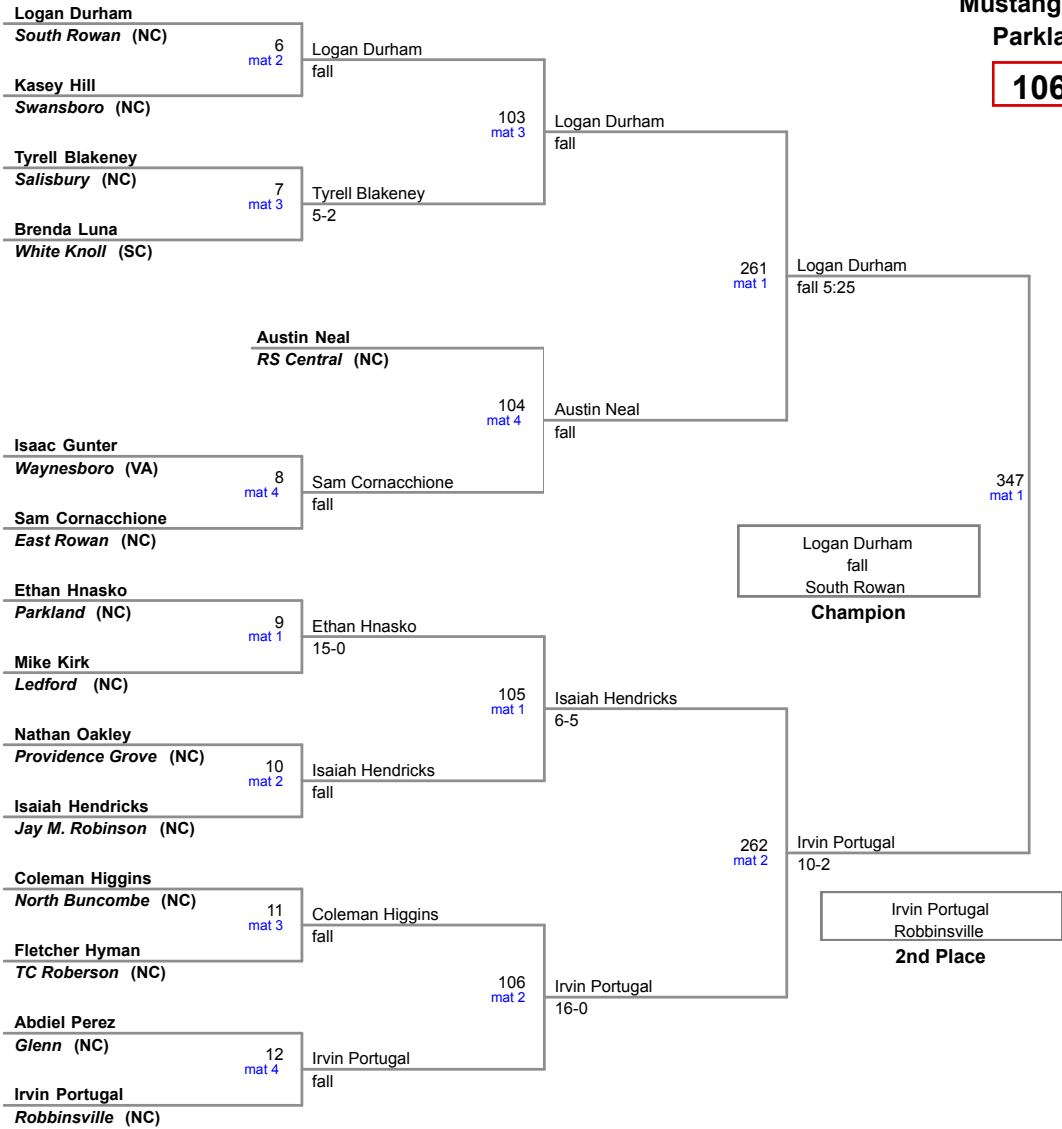 Logan Durham
South Rowan (NC)
6
mat 2
Logan Durham
fall
Kasey Hill
Swansboro (NC)
103
mat 3
Logan Durham
fall
Tyrell Blakeney
Salisbury (NC)
7
mat 3
Tyrell Blakeney
5-2
Brenda Luna
White Knoll (SC)
261
mat 1
Logan Durham
fall 5:25
Austin Neal
RS Central (NC)
104
mat 4
Austin Neal
fall
Isaac Gunter
Waynesboro (VA)
8
mat 4
Sam Cornacchione
fall
Sam Cornacchione
East Rowan (NC)
347
mat 1
Logan Durham
fall
South Rowan
Champion
Ethan Hnasko
Parkland (NC)
9
mat 1
Ethan Hnasko
15-0
Mike Kirk
Ledford (NC)
105
mat 1
Isaiah Hendricks
6-5
Nathan Oakley
Providence Grove (NC)
10
mat 2
Isaiah Hendricks
fall
Isaiah Hendricks
Jay M. Robinson (NC)
262
mat 2
Irvin Portugal
10-2
Coleman Higgins
North Buncombe (NC)
11
mat 3
Coleman Higgins
fall
Fletcher Hyman
TC Roberson (NC)
106
mat 2
Irvin Portugal
16-0
Abdiel Perez
Glenn (NC)
12
mat 4
Irvin Portugal
fall
Irvin Portugal
Robbinsville (NC)
Irvin Portugal
Robbinsville
2nd Place
Mustang
Parkla
106